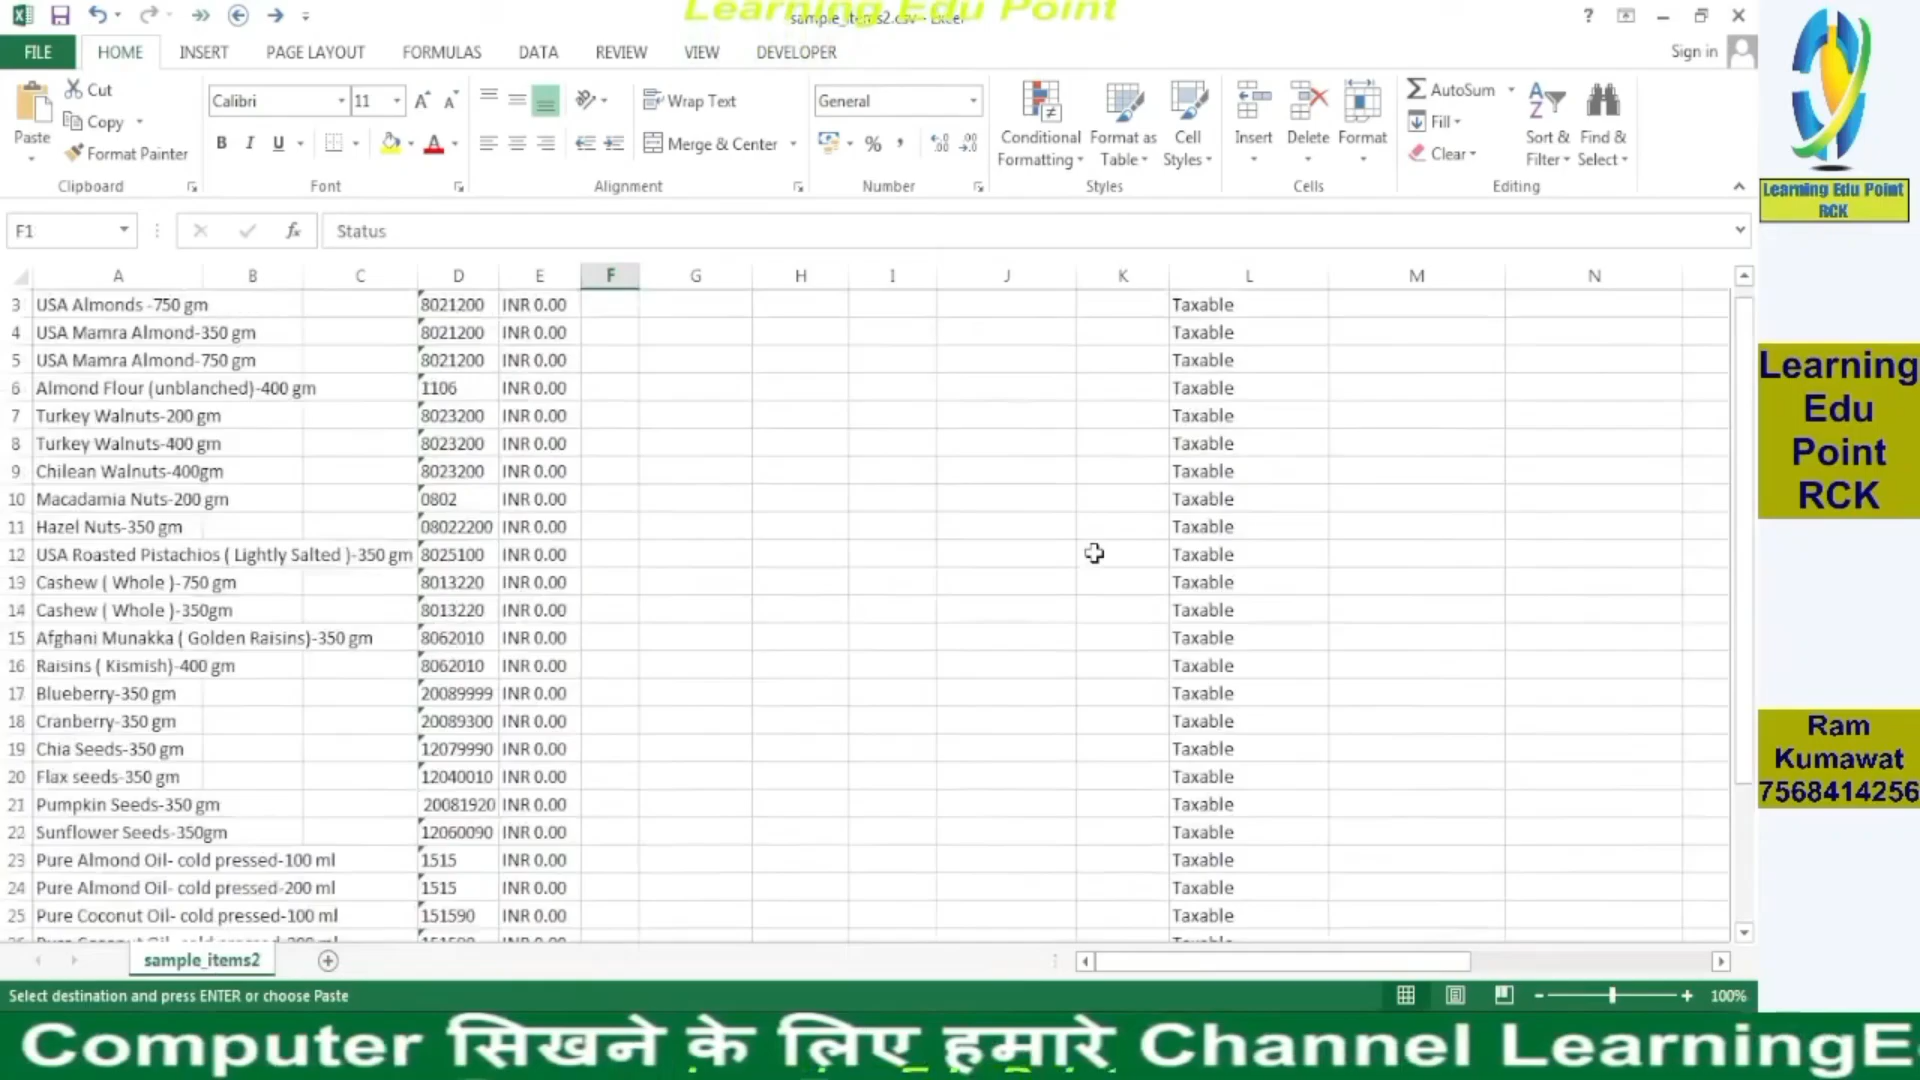 Learning Edu Point
sample_items2.csv - Excel
?
FILE HOME INSERT PAGE LAYOUT FORMULAS DATA REVIEW VIEW DEVELOPER Sign in
Cut
Copy
Format Painter
Paste
Clipboard
Calibri 11
B I U
Font
Wrap Text
Merge & Center
Alignment
General
%
Number
Conditional Formatting
Format as Table
Cell Styles
Styles
Insert Delete Format
Cells
AutoSum
Fill
Clear
Sort & Filter
Find & Select
Editing
F1 fx Status
A B C D E F G H I J K L M N
3 USA Almonds -750 gm 8021200 INR 0.00 Taxable
4 USA Mamra Almond-350 gm 8021200 INR 0.00 Taxable
5 USA Mamra Almond-750 gm 8021200 INR 0.00 Taxable
6 Almond Flour (unblanched)-400 gm 1106 INR 0.00 Taxable
7 Turkey Walnuts-200 gm 8023200 INR 0.00 Taxable
8 Turkey Walnuts-400 gm 8023200 INR 0.00 Taxable
9 Chilean Walnuts-400gm 8023200 INR 0.00 Taxable
10 Macadamia Nuts-200 gm 0802 INR 0.00 Taxable
11 Hazel Nuts-350 gm 08022200 INR 0.00 Taxable
12 USA Roasted Pistachios ( Lightly Salted )-350 gm 8025100 INR 0.00 Taxable
13 Cashew ( Whole )-750 gm 8013220 INR 0.00 Taxable
14 Cashew ( Whole )-350gm 8013220 INR 0.00 Taxable
15 Afghani Munakka ( Golden Raisins)-350 gm 8062010 INR 0.00 Taxable
16 Raisins ( Kismish)-400 gm 8062010 INR 0.00 Taxable
17 Blueberry-350 gm 20089999 INR 0.00 Taxable
18 Cranberry-350 gm 20089300 INR 0.00 Taxable
19 Chia Seeds-350 gm 12079990 INR 0.00 Taxable
20 Flax seeds-350 gm 12040010 INR 0.00 Taxable
21 Pumpkin Seeds-350 gm 20081920 INR 0.00 Taxable
22 Sunflower Seeds-350gm 12060090 INR 0.00 Taxable
23 Pure Almond Oil- cold pressed-100 ml 1515 INR 0.00 Taxable
24 Pure Almond Oil- cold pressed-200 ml 1515 INR 0.00 Taxable
25 Pure Coconut Oil- cold pressed-100 ml 151590 INR 0.00 Taxable
sample_items2
Select destination and press ENTER or choose Paste 100%
Learning Edu Point
RCK
Learning
Edu
Point
RCK
Ram
Kumawat
7568414256
Computer सिखने के लिए हमारे Channel LearningE